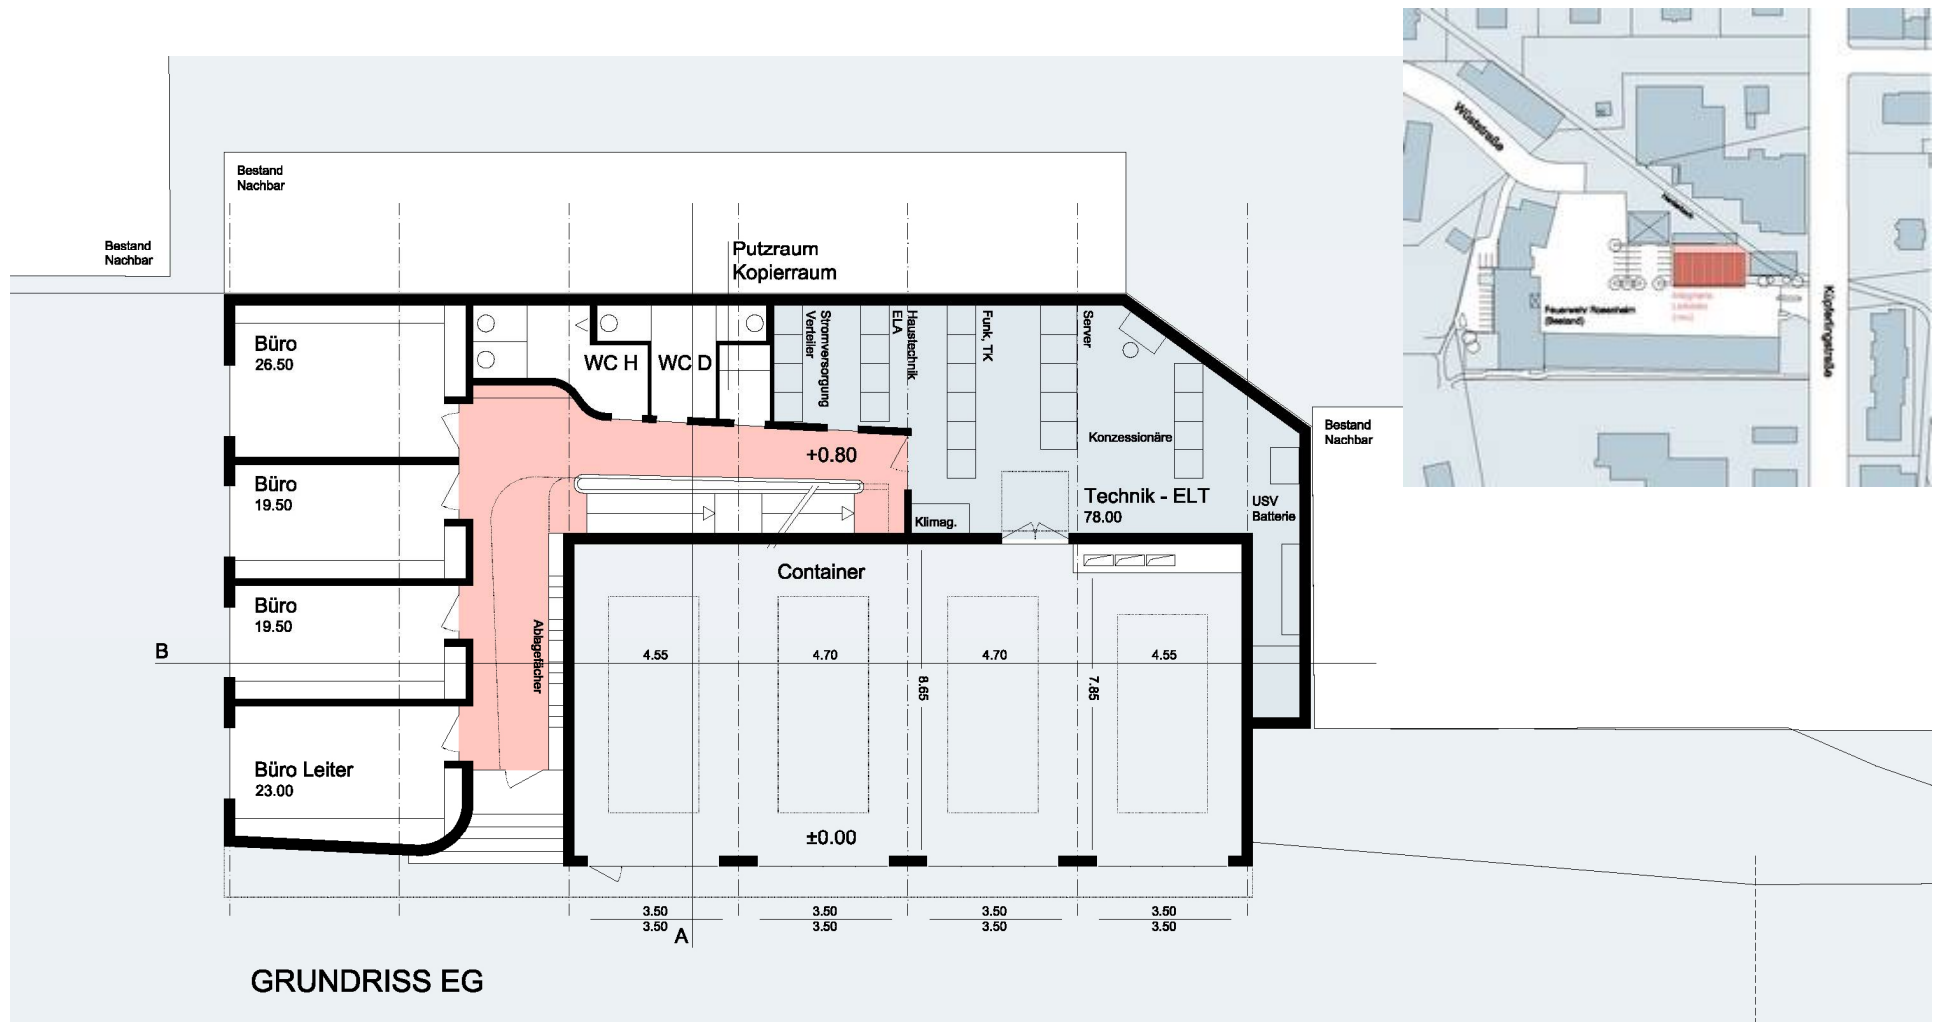 Bestand
Nachbar
Bestand
Nachbar
Putzraum
Kopierraum
Büro
26.50
WC H
WC D
Stromversorgung
Verteiler
Haustechnik
ELA
Funk, TK
Server
Konzessionäre
Bestand
Nachbar
+0.80
Büro
19.50
Klimag.
Technik - ELT
78.00
USV
Batterie
Container
Büro
19.50
Ablagefächer
B
4.55
4.70
4.70
4.55
8.65
7.85
Büro Leiter
23.00
±0.00
3.50
3.50
3.50
3.50
3.50
3.50
3.50
3.50
A
GRUNDRISS EG
Wüststraße
Feuerwehr Rosenheim
(Bestand)
Küpferlingstraße